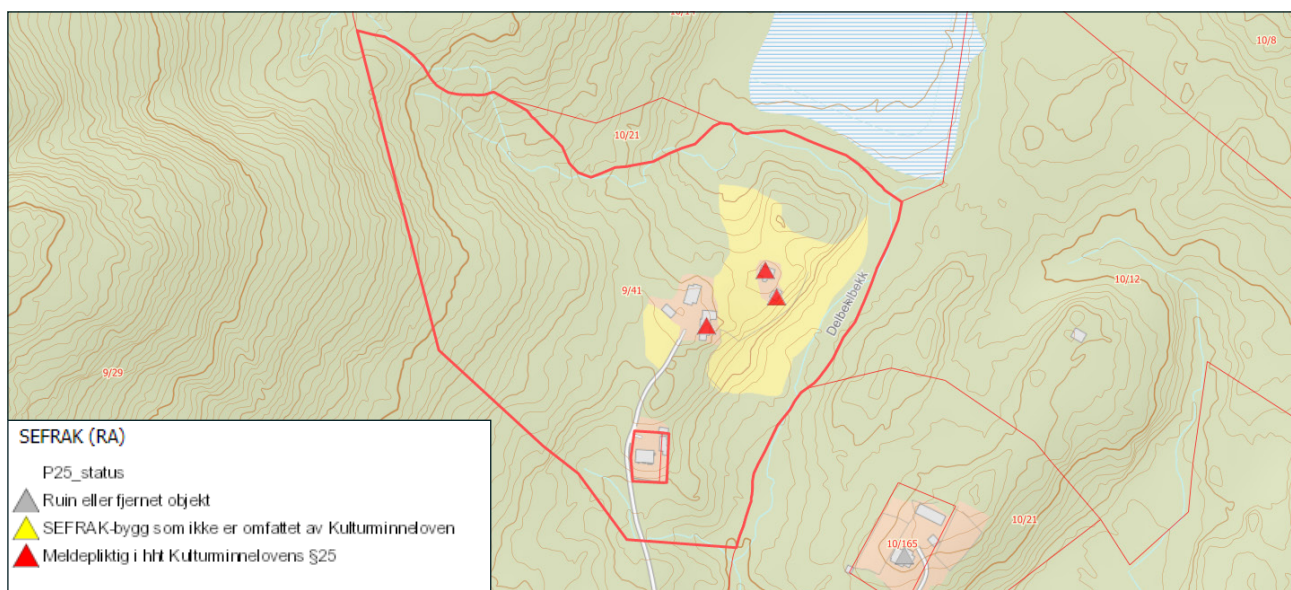 10/8
10/21
10/12
9/41
Delbeklbekk
9/29
SEFRAK (RA)
P25_status
Ruin eller fjernet objekt
SEFRAK-bygg som ikke er omfattet av Kulturminneloven
Meldepliktig i hht Kulturminnelovens §25
10/21
10/165